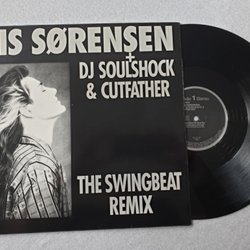 IS SØRENSEN
+
DJ SOULSHOCK
& CUTFATHER
THE SWINGBEAT
REMIX